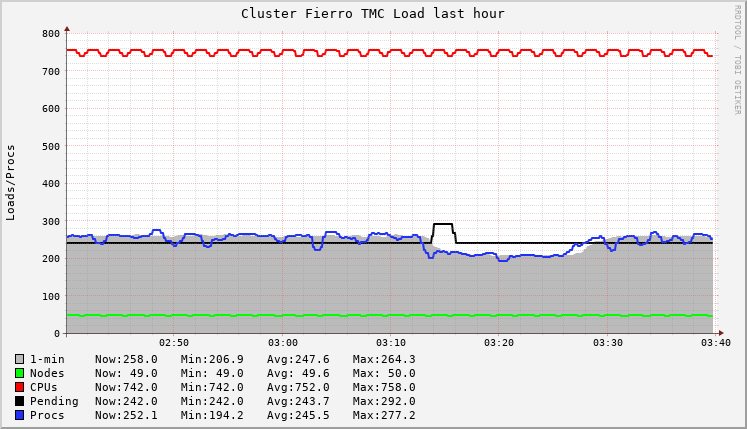 Cluster Fierro TMC Load last hour
RRDTOOL / TOBI OETIKER
Loads/Procs
800
700
600
500
400
300
200
100
0
02:50 03:00 03:10 03:20 03:30 03:40
1-min Now:258.0 Min:206.9 Avg:247.6 Max:264.3
Nodes Now: 49.0 Min: 49.0 Avg: 49.6 Max: 50.0
CPUs Now:742.0 Min:742.0 Avg:752.0 Max:758.0
Pending Now:242.0 Min:242.0 Avg:243.7 Max:292.0
Procs Now:252.1 Min:194.2 Avg:245.5 Max:277.2